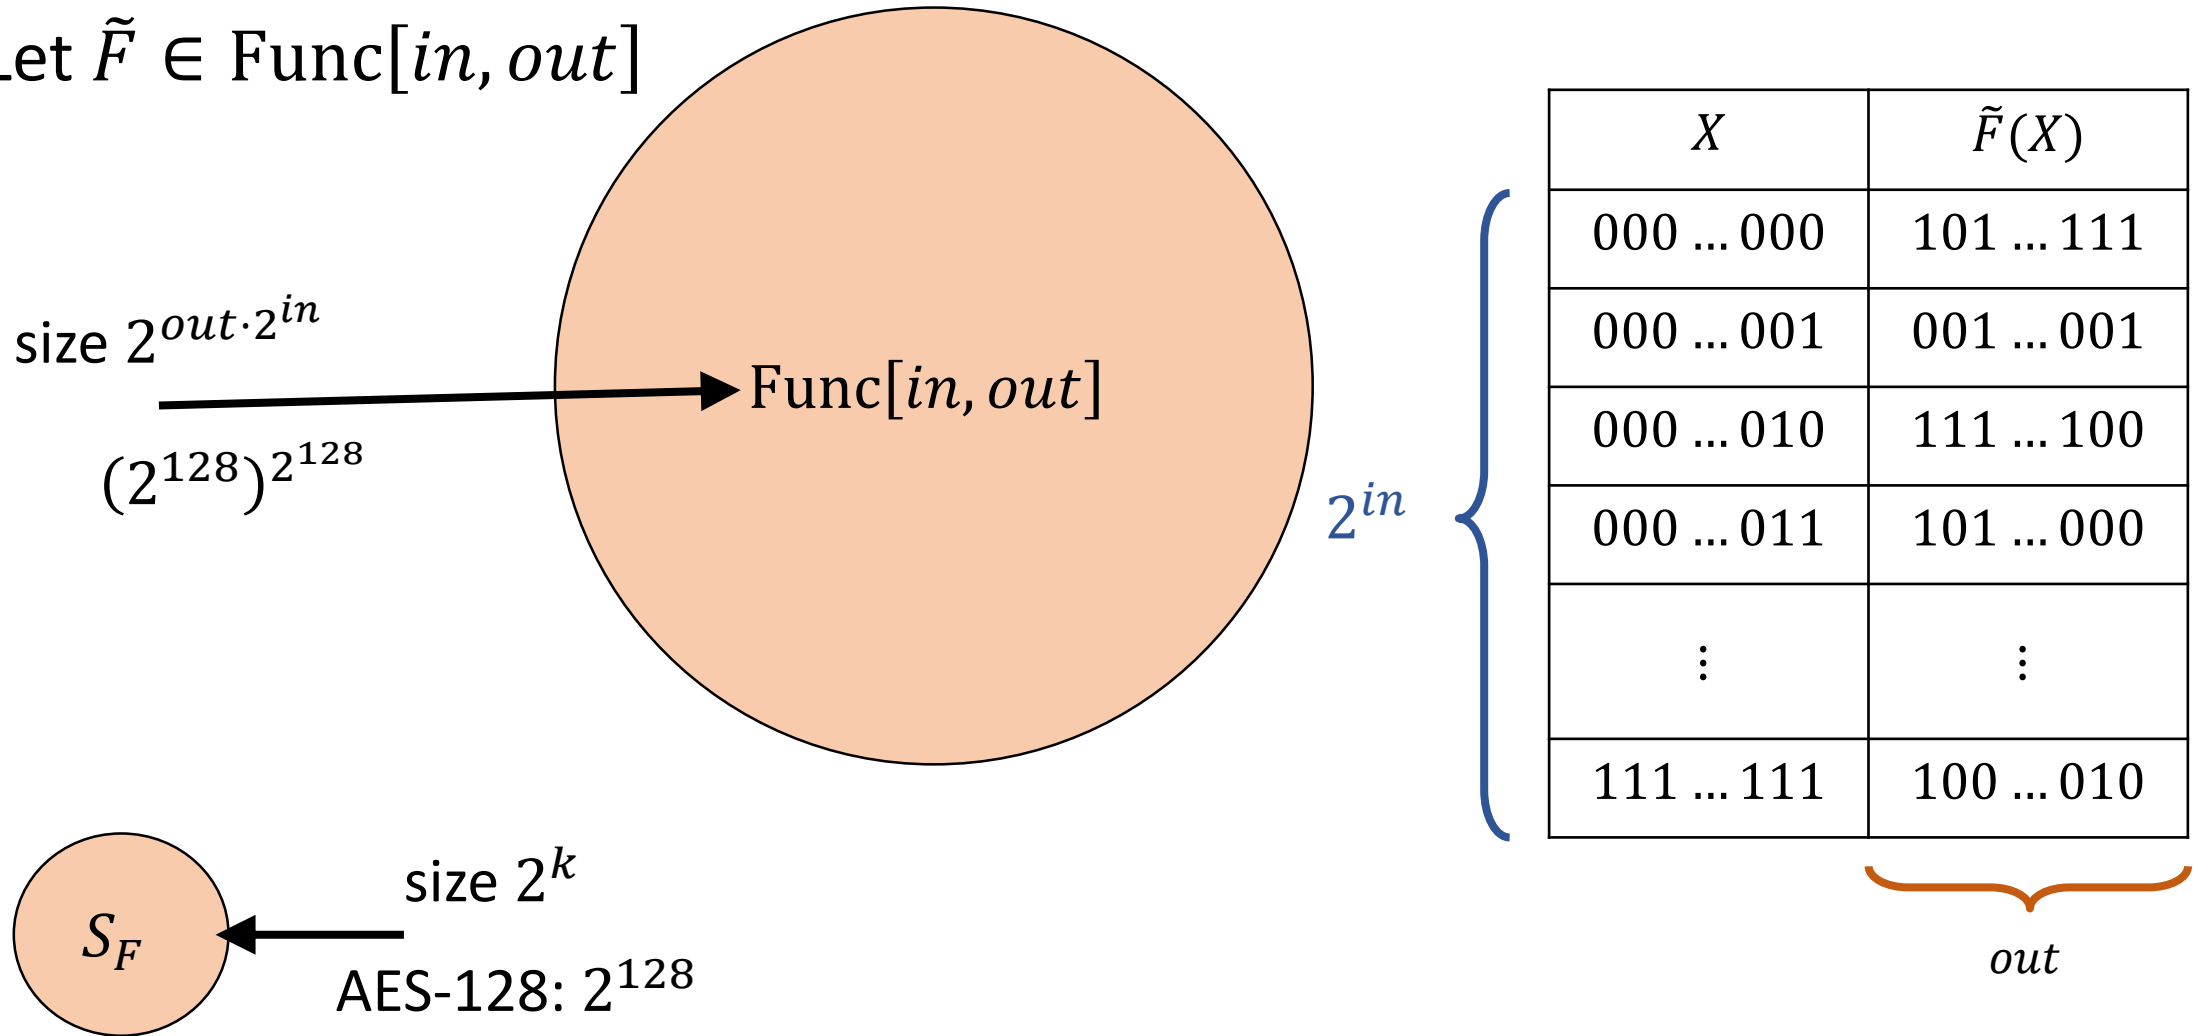 Let F̃ ∈ Func[in, out]
size 2^{out·2^{in}}
(2^{128})^{2^{128}}
Func[in, out]
2^{in}
X F̃(X)
000 … 000 101 … 111
000 … 001 001 … 001
000 … 010 111 … 100
000 … 011 101 … 000
⋮ ⋮
111 … 111 100 … 010
out
S_F
size 2^k
AES-128: 2^{128}